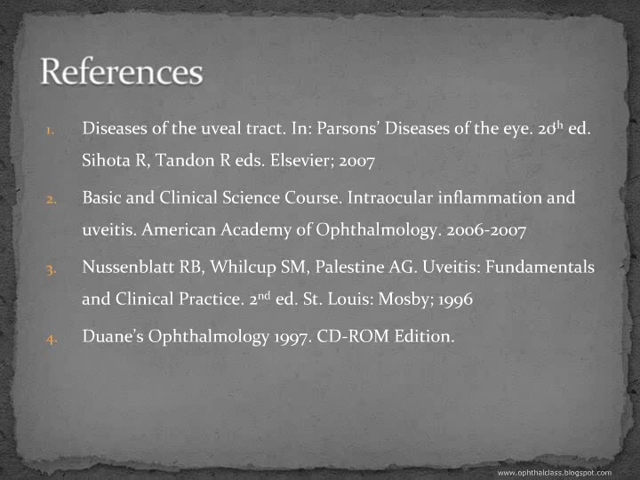 References
1. Diseases of the uveal tract. In: Parsons' Diseases of the eye. 20th ed.
Sihota R, Tandon R eds. Elsevier; 2007
2. Basic and Clinical Science Course. Intraocular inflammation and
uveitis. American Academy of Ophthalmology. 2006-2007
3. Nussenblatt RB, Whilcup SM, Palestine AG. Uveitis: Fundamentals
and Clinical Practice. 2nd ed. St. Louis: Mosby; 1996
4. Duane's Ophthalmology 1997. CD-ROM Edition.
www.ophthalclass.blogspot.com